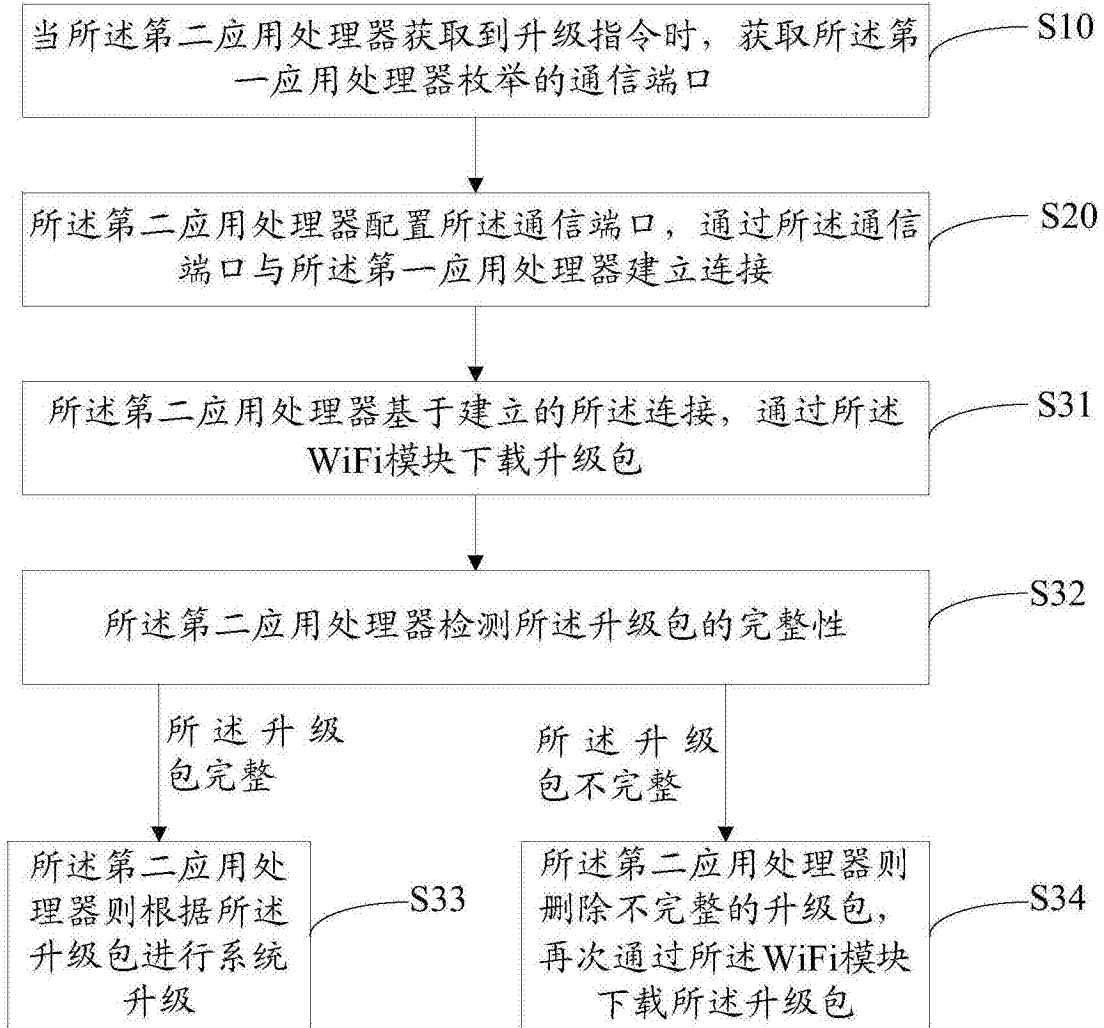 当所述第二应用处理器获取到升级指令时，获取所述第
一应用处理器枚举的通信端口
S10
所述第二应用处理器配置所述通信端口，通过所述通信
端口与所述第一应用处理器建立连接
S20
所述第二应用处理器基于建立的所述连接，通过所述
WiFi模块下载升级包
S31
所述第二应用处理器检测所述升级包的完整性
S32
所述升级
包完整
所述升级
包不完整
所述第二应用处
理器则根据所述
升级包进行系统
升级
S33
所述第二应用处理器则
删除不完整的升级包，
再次通过所述WiFi模块
下载所述升级包
S34